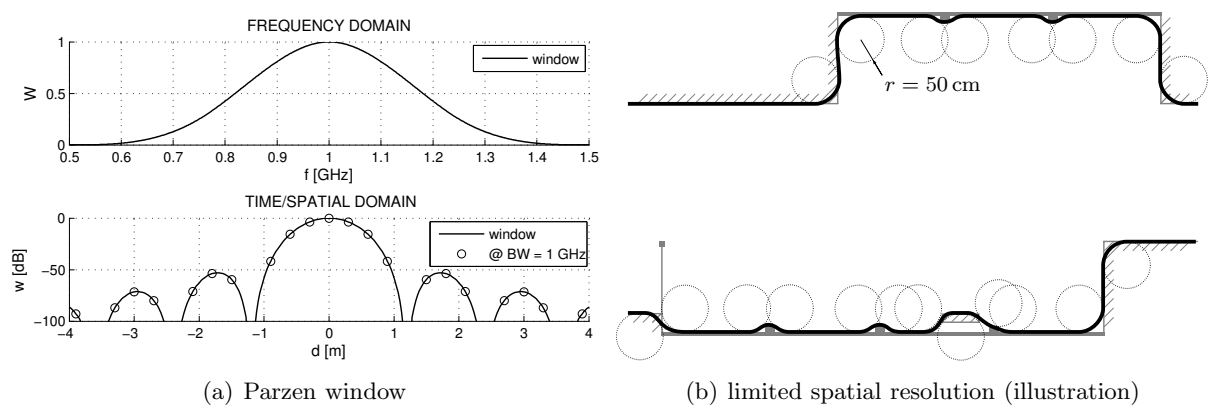 FREQUENCY DOMAIN
1
0.5
0
W
window
0.5 0.6 0.7 0.8 0.9 1 1.1 1.2 1.3 1.4 1.5
f [GHz]
TIME/SPATIAL DOMAIN
0
−50
−100
w [dB]
window
@ BW = 1 GHz
−4 −3 −2 −1 0 1 2 3 4
d [m]
(a) Parzen window
r = 50 cm
(b) limited spatial resolution (illustration)